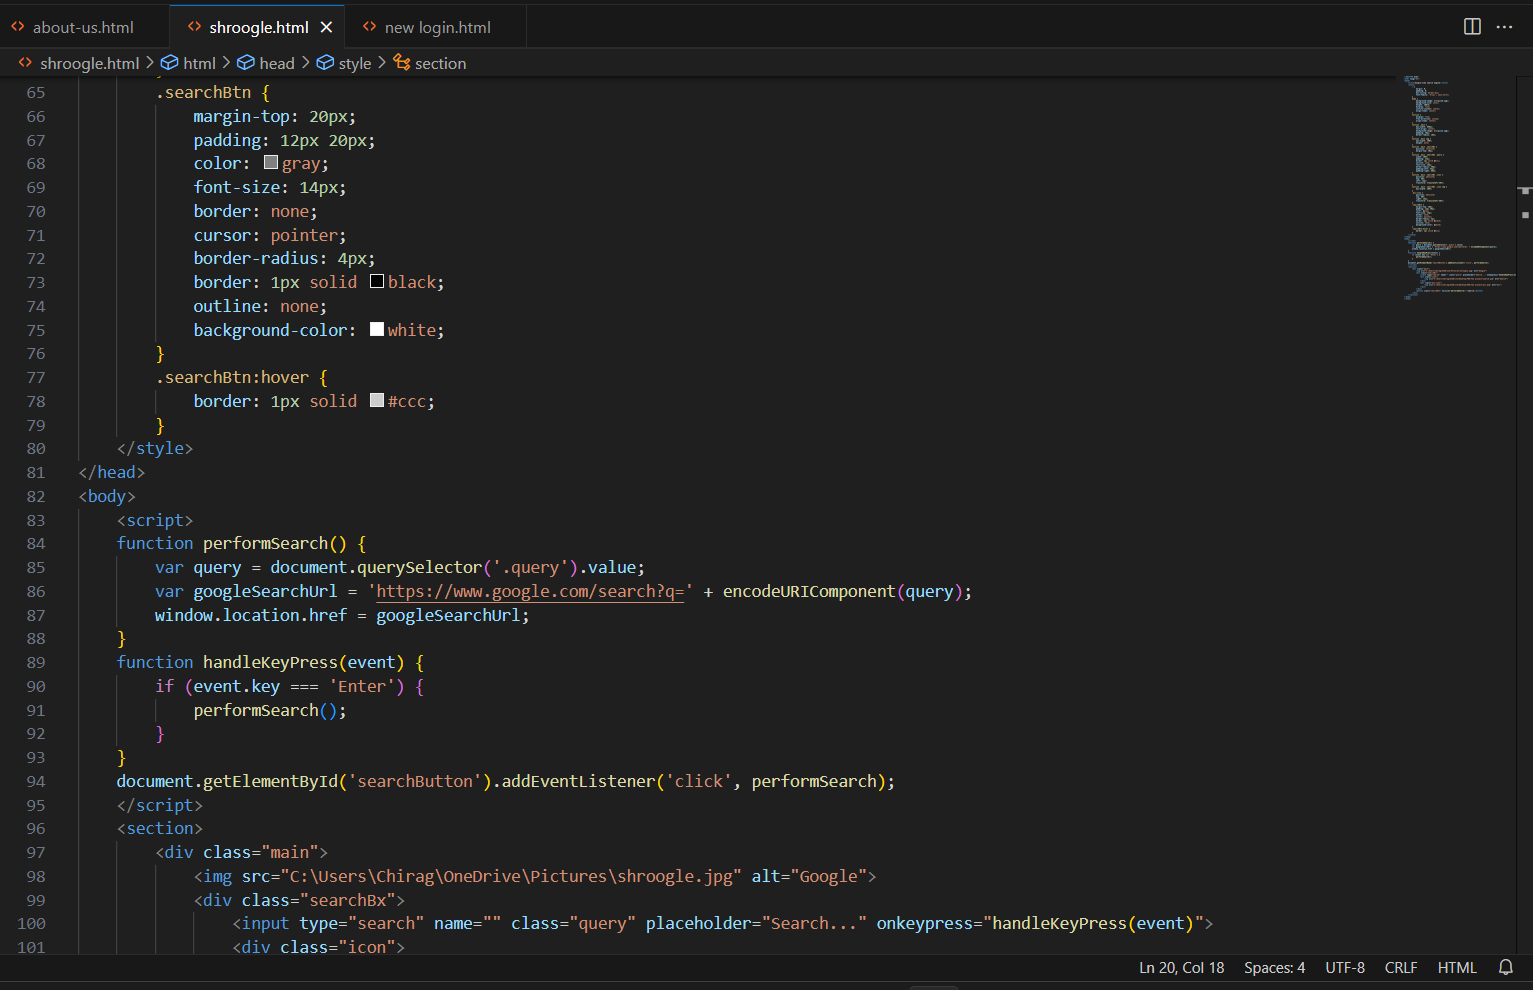 about-us.html
shroogle.html
new login.html
shroogle.html > html > head > style > section
65 .searchBtn {
66 margin-top: 20px;
67 padding: 12px 20px;
68 color: gray;
69 font-size: 14px;
70 border: none;
71 cursor: pointer;
72 border-radius: 4px;
73 border: 1px solid black;
74 outline: none;
75 background-color: white;
76 }
77 .searchBtn:hover {
78 border: 1px solid #ccc;
79 }
80 </style>
81 </head>
82 <body>
83 <script>
84 function performSearch() {
85 var query = document.querySelector('.query').value;
86 var googleSearchUrl = 'https://www.google.com/search?q=' + encodeURIComponent(query);
87 window.location.href = googleSearchUrl;
88 }
89 function handleKeyPress(event) {
90 if (event.key === 'Enter') {
91 performSearch();
92 }
93 }
94 document.getElementById('searchButton').addEventListener('click', performSearch);
95 </script>
96 <section>
97 <div class="main">
98 <img src="C:\Users\Chirag\OneDrive\Pictures\shroogle.jpg" alt="Google">
99 <div class="searchBx">
100 <input type="search" name="" class="query" placeholder="Search..." onkeypress="handleKeyPress(event)">
101 <div class="icon">
Ln 20, Col 18 Spaces: 4 UTF-8 CRLF HTML